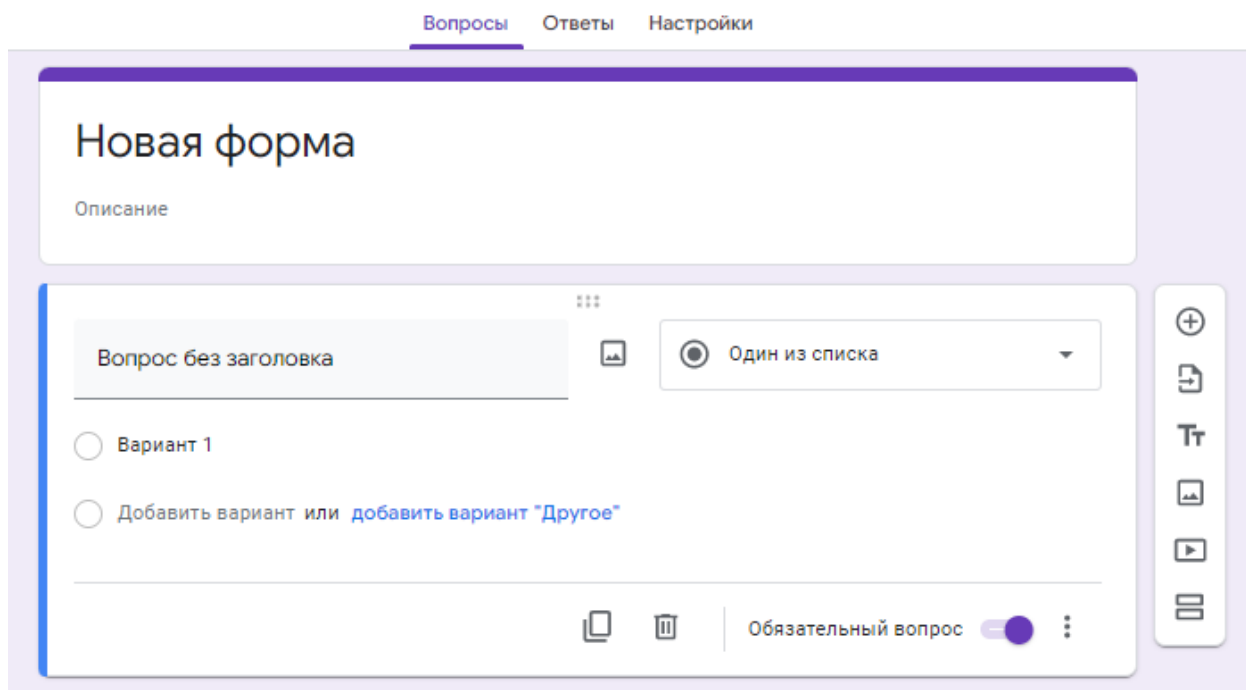 Вопросы Ответы Настройки
Новая форма
Описание
Вопрос без заголовка
Один из списка
Вариант 1
Добавить вариант или добавить вариант "Другое"
Обязательный вопрос
Тт